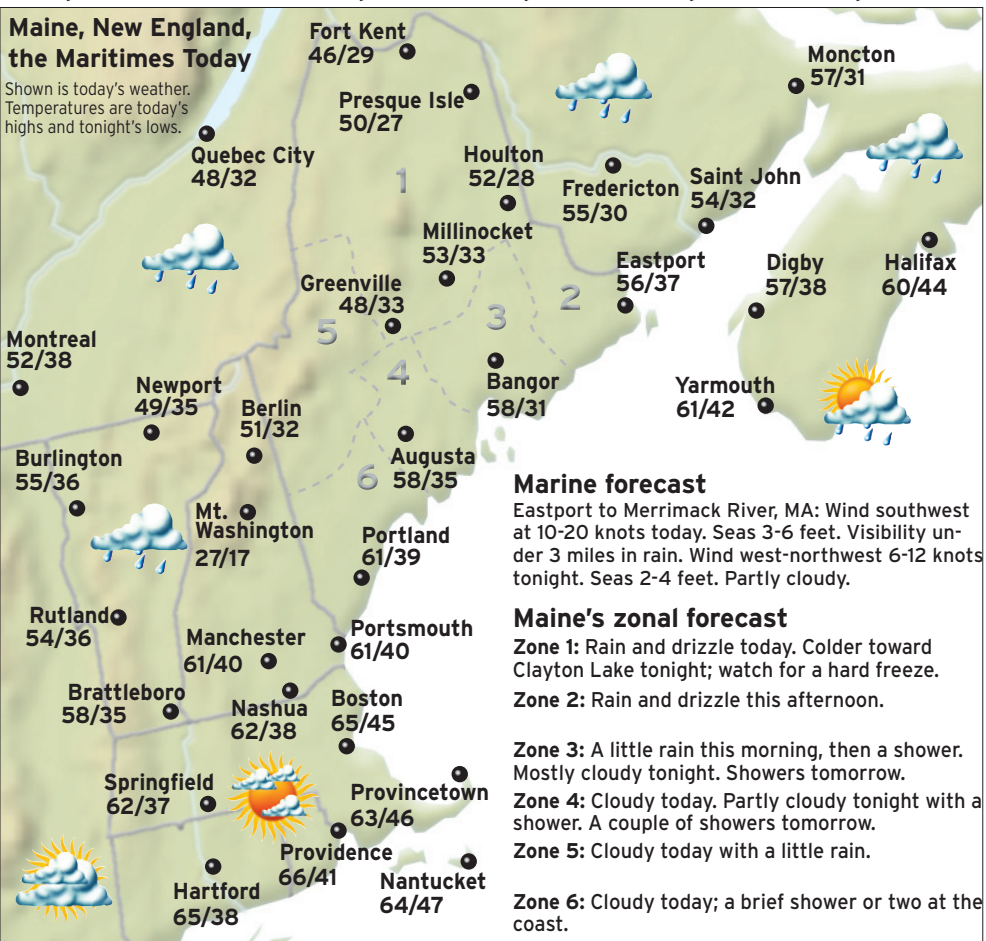 Maine, New England,
the Maritimes Today
Shown is today's weather.
Temperatures are today's
highs and tonight's lows.
Fort Kent
46/29
Presque Isle
50/27
Moncton
57/31
Quebec City
48/32
Houlton
52/28
Fredericton
55/30
Saint John
54/32
1
Millinocket
53/33
Greenville
48/33
Eastport
56/37
Digby
57/38
Halifax
60/44
2
3
5
4
Montreal
52/38
Newport
49/35
Berlin
51/32
Bangor
58/31
Yarmouth
61/42
Burlington
55/36
Augusta
58/35
6
Mt.
Washington
27/17
Portland
61/39
Rutland
54/36
Manchester
61/40
Portsmouth
61/40
Brattleboro
58/35
Nashua
62/38
Boston
65/45
Springfield
62/37
Provincetown
63/46
Providence
66/41
Hartford
65/38
Nantucket
64/47
Marine forecast
Eastport to Merrimack River, MA: Wind southwest
at 10-20 knots today. Seas 3-6 feet. Visibility un-
der 3 miles in rain. Wind west-northwest 6-12 knots
tonight. Seas 2-4 feet. Partly cloudy.
Maine's zonal forecast
Zone 1: Rain and drizzle today. Colder toward
Clayton Lake tonight; watch for a hard freeze.
Zone 2: Rain and drizzle this afternoon.
Zone 3: A little rain this morning, then a shower.
Mostly cloudy tonight. Showers tomorrow.
Zone 4: Cloudy today. Partly cloudy tonight with a
shower. A couple of showers tomorrow.
Zone 5: Cloudy today with a little rain.
Zone 6: Cloudy today; a brief shower or two at the
coast.